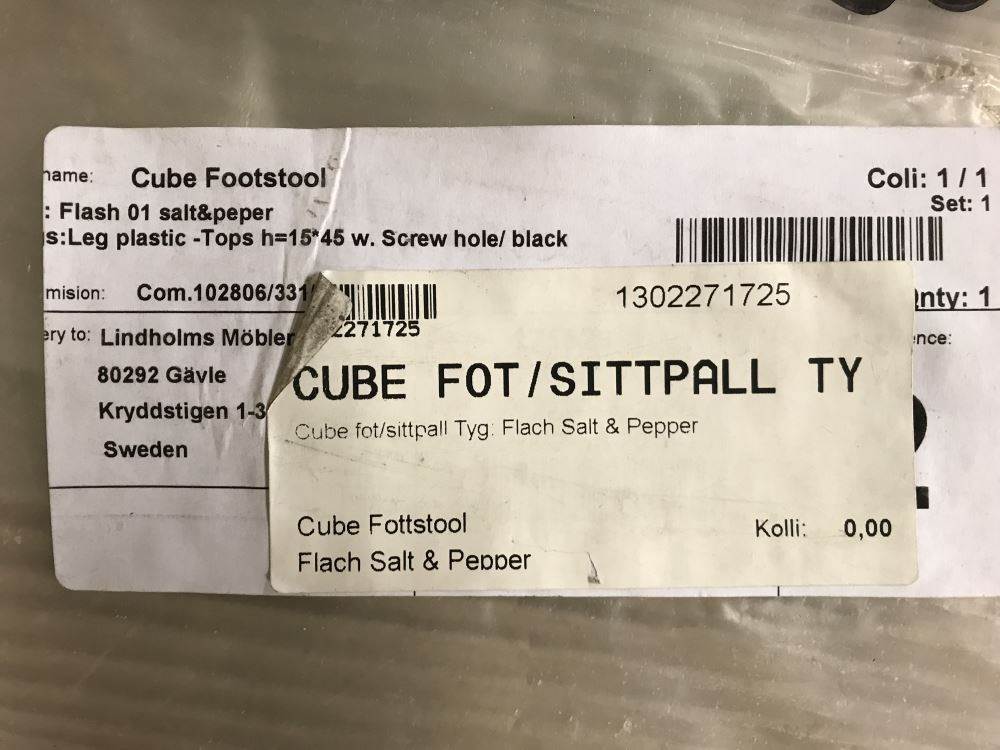 name: Cube Footstool
Coli: 1 / 1
: Flash 01 salt&peper
Set: 1
s:Leg plastic -Tops h=15*45 w. Screw hole/ black
mision: Com.102806/331
nty: 1
ery to: Lindholms Möbler
nce:
80292 Gävle
Kryddstigen 1-3
Sweden
1302271725
2271725
CUBE FOT/SITTPALL TY
Cube fot/sittpall Tyg: Flach Salt & Pepper
Cube Fottstool
Kolli: 0,00
Flach Salt & Pepper